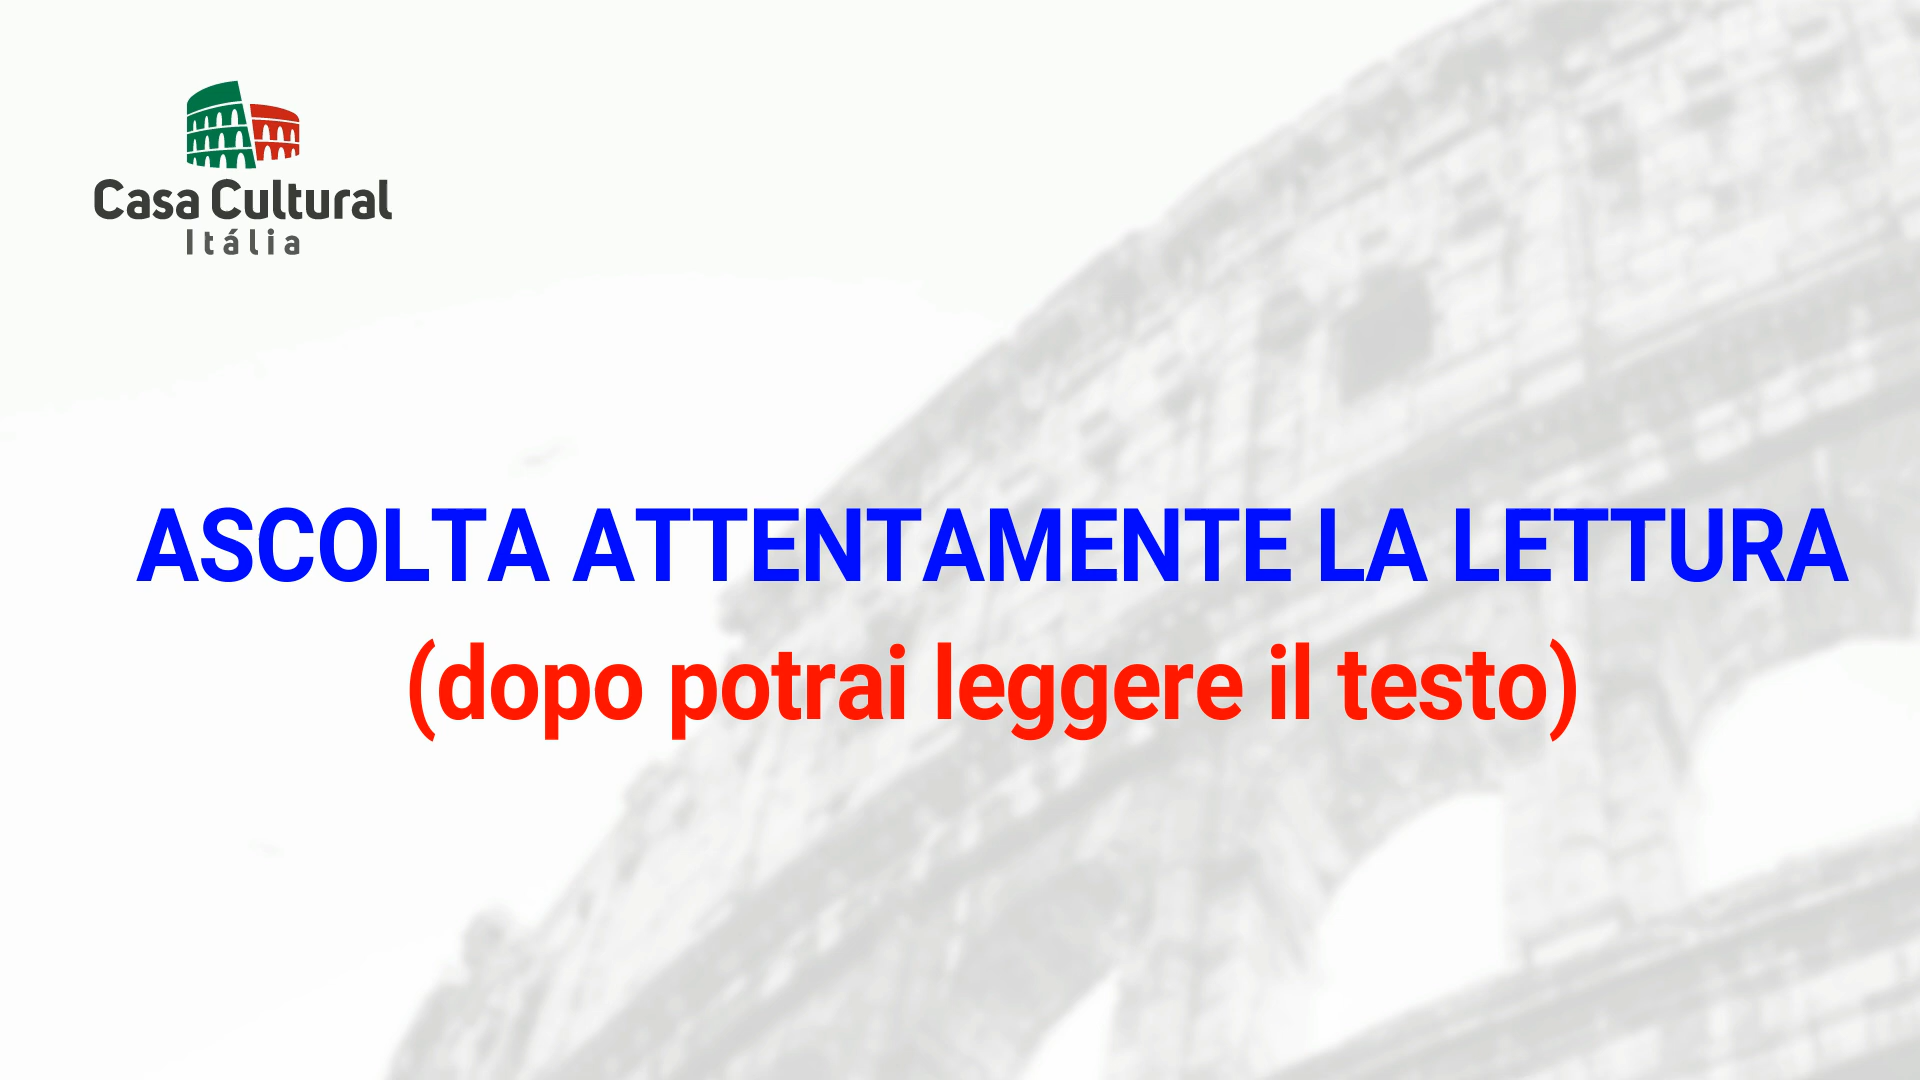 Casa Cultural
Itália
ASCOLTA ATTENTAMENTE LA LETTURA
(dopo potrai leggere il testo)